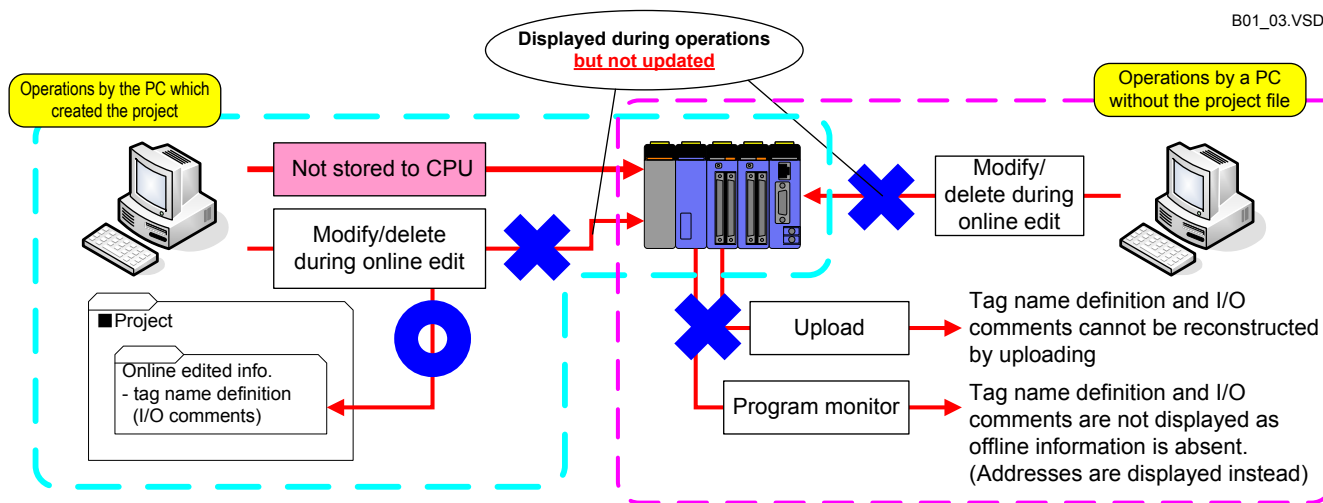 B01_03.VSD
Displayed during operations
but not updated
Operations by the PC which
created the project
Operations by a PC
without the project file
Not stored to CPU
Modify/delete
during online edit
Modify/
delete during
online edit
■Project
Online edited info.
- tag name definition
(I/O comments)
Upload
Tag name definition and I/O
comments cannot be reconstructed
by uploading
Program monitor
Tag name definition and I/O
comments are not displayed as
offline information is absent.
(Addresses are displayed instead)